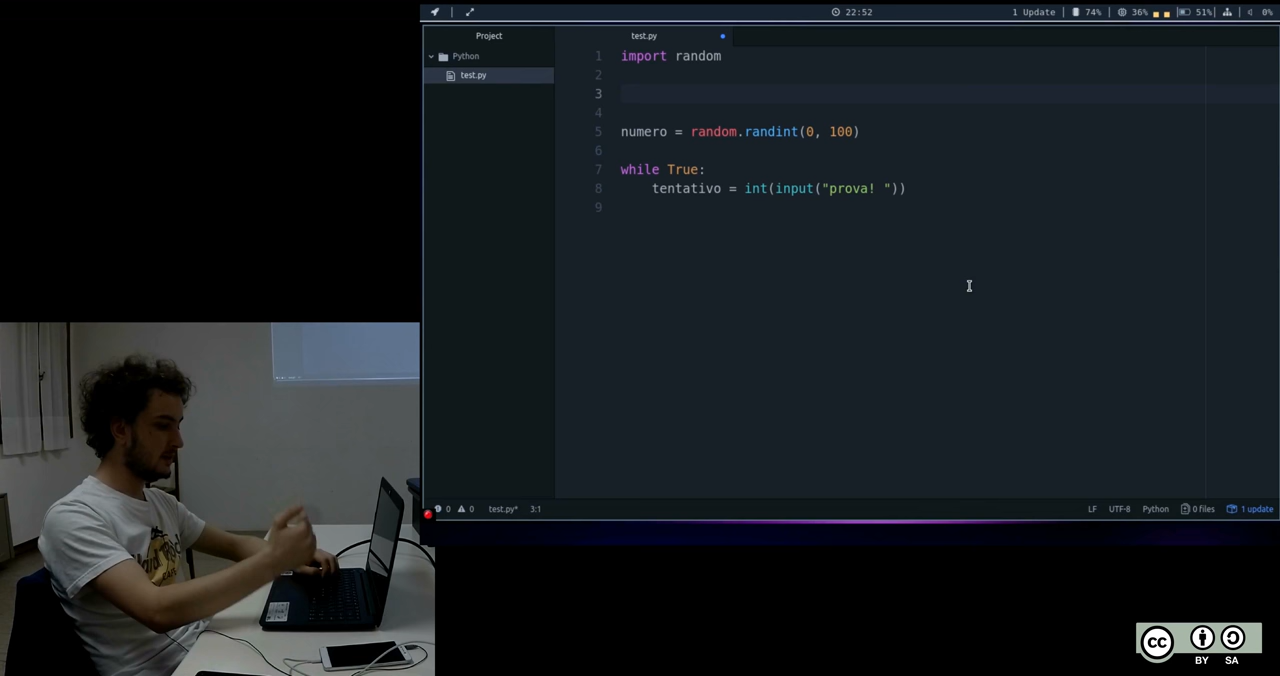 22:52
1 Update
74%
36%
51%
0%
Project
test.py
Python
test.py
1 import random
2
3
4
5 numero = random.randint(0, 100)
6
7 while True:
8 tentativo = int(input("prova! "))
9
0 0 test.py* 3:1
LF UTF-8 Python 0 files 1 update
cc
BY SA